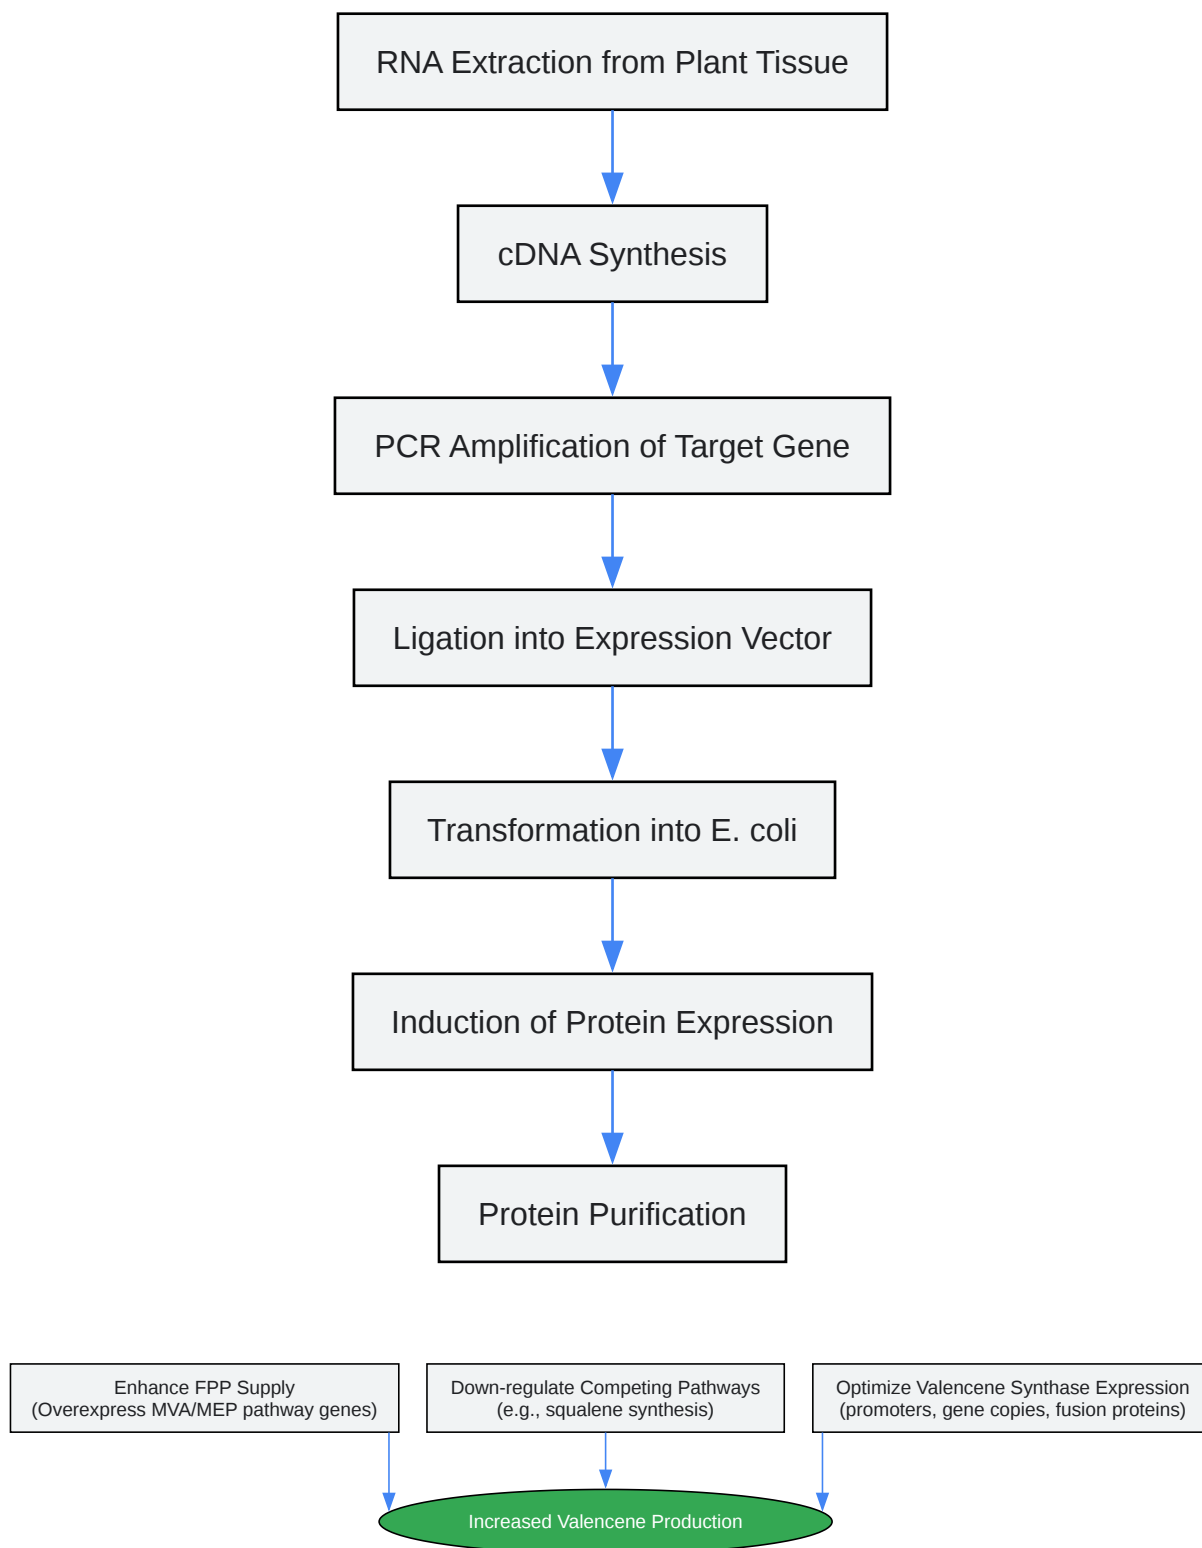 RNA Extraction from Plant Tissue
cDNA Synthesis
PCR Amplification of Target Gene
Ligation into Expression Vector
Transformation into E. coli
Induction of Protein Expression
Protein Purification
Enhance FPP Supply
(Overexpress MVA/MEP pathway genes)
Down-regulate Competing Pathways
(e.g., squalene synthesis)
Optimize Valencene Synthase Expression
(promoters, gene copies, fusion proteins)
Increased Valencene Production